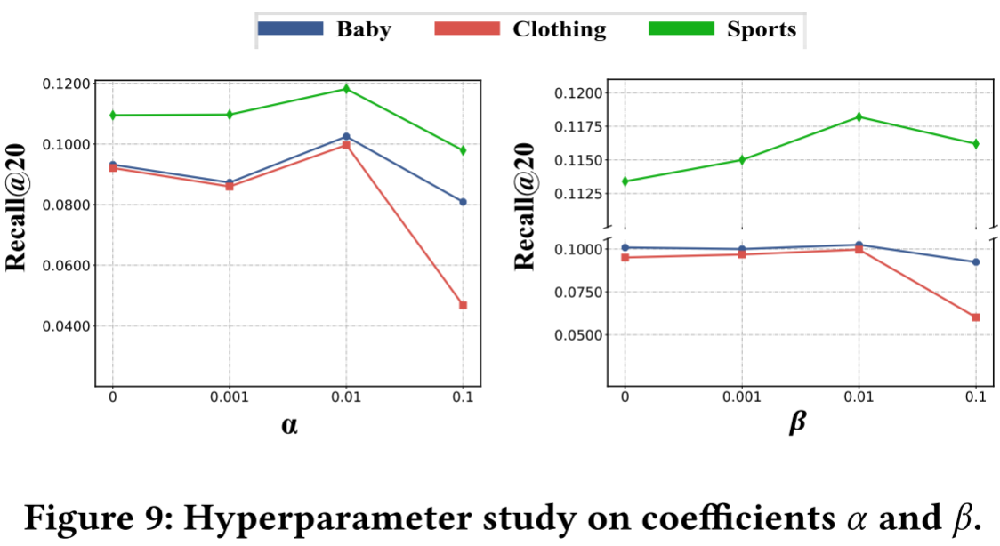 Baby Clothing Sports
Recall@20
0.1200
0.1000
0.0800
0.0600
0.0400
0 0.001 0.01 0.1
α
Recall@20
0.1200
0.1175
0.1150
0.1125
0.1000
0.0750
0.0500
0 0.001 0.01 0.1
β
Figure 9: Hyperparameter study on coefficients α and β.